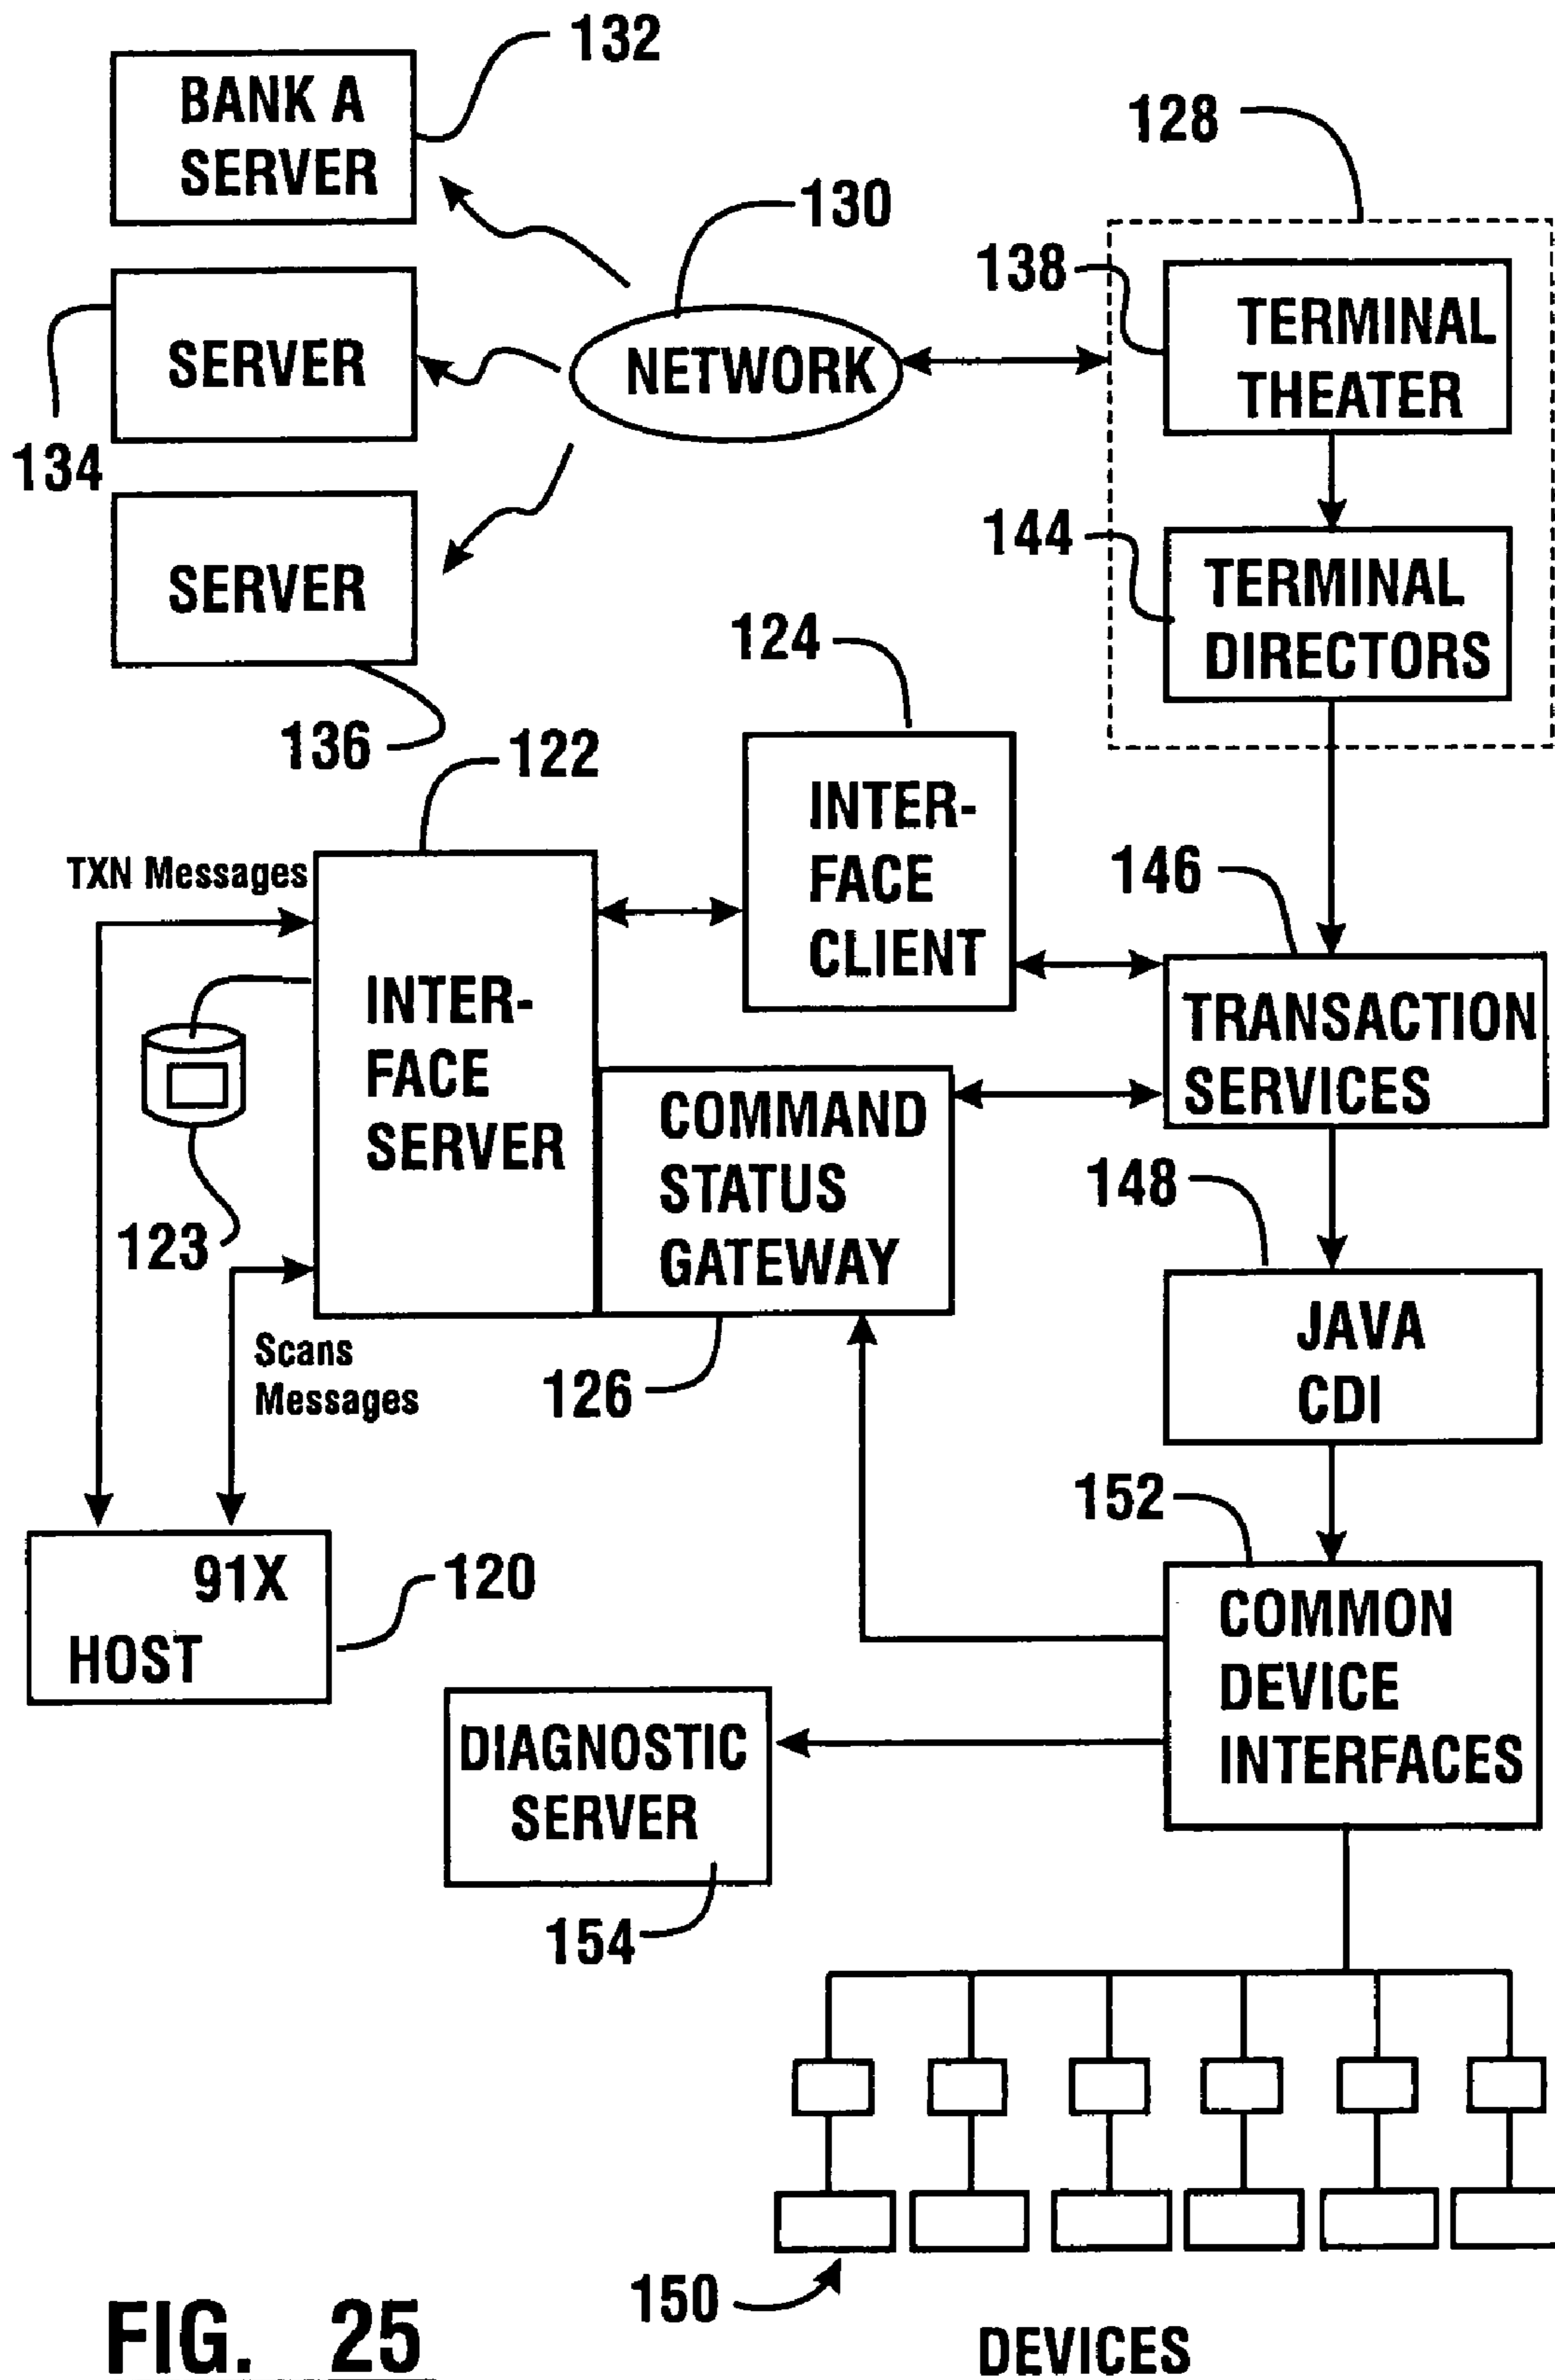 132
BANK A
SERVER
128
130
138
TERMINAL
THEATER
NETWORK
SERVER
134
144
TERMINAL
DIRECTORS
SERVER
124
136
122
INTER-
FACE
CLIENT
TXN Messages
146
INTER-
FACE
SERVER
TRANSACTION
SERVICES
COMMAND
STATUS
GATEWAY
148
123
JAVA
CDI
Scans
Messages
126
152
91X
HOST
120
COMMON
DEVICE
INTERFACES
DIAGNOSTIC
SERVER
154
150
DEVICES
FIG. 25